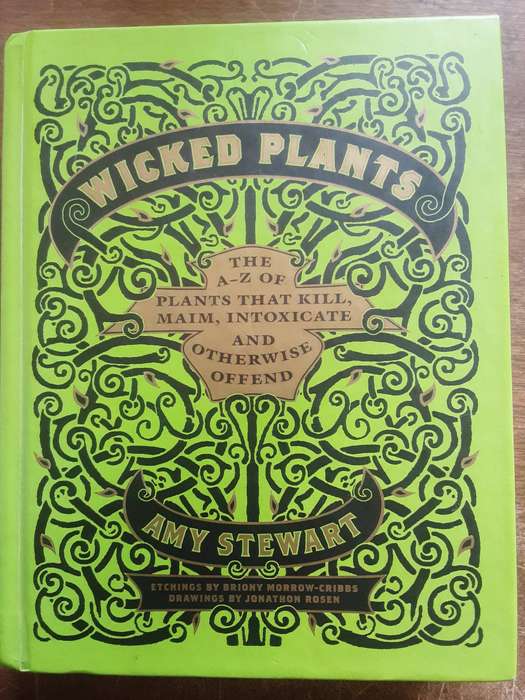 WICKED PLANTS
THE
A–Z OF
PLANTS THAT KILL,
MAIM, INTOXICATE
AND
OTHERWISE
OFFEND
AMY STEWART
ETCHINGS BY BRIONY MORROW-CRIBBS
DRAWINGS BY JONATHON ROSEN